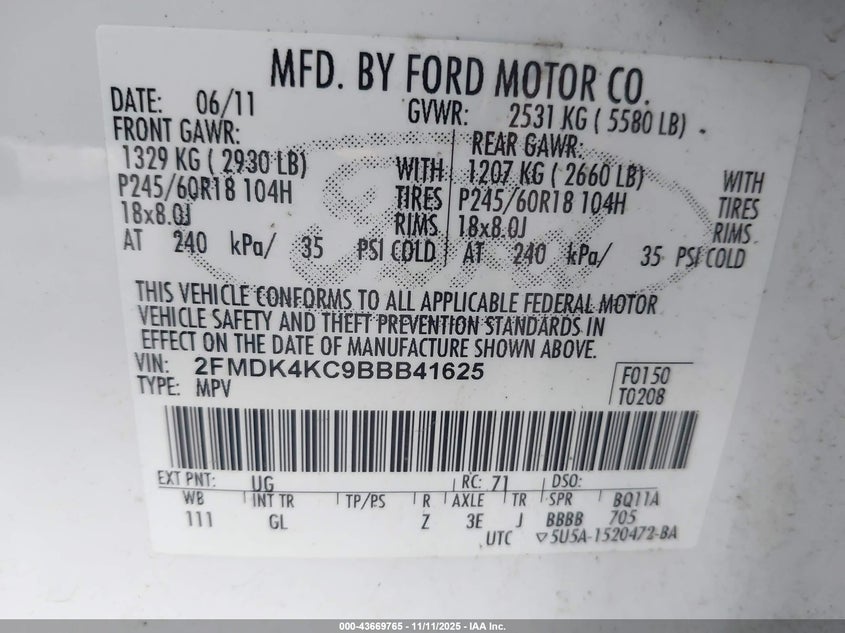 MFD. BY FORD MOTOR CO.
DATE: 06/11 GVWR: 2531 KG ( 5580 LB)
FRONT GAWR: REAR GAWR:
1329 KG ( 2930 LB) WITH 1207 KG ( 2660 LB) WITH
P245/60R18 104H TIRES P245/60R18 104H TIRES
18x8.0J RIMS 18x8.0J RIMS
AT 240 kPa/ 35 PSI COLD AT 240 kPa/ 35 PSI COLD
THIS VEHICLE CONFORMS TO ALL APPLICABLE FEDERAL MOTOR
VEHICLE SAFETY AND THEFT PREVENTION STANDARDS IN
EFFECT ON THE DATE OF MANUFACTURE SHOWN ABOVE.
VIN: 2FMDK4KC9BBB41625 F0150
TYPE: MPV T0208
EXT PNT: UG RC: 71 DSO:
WB INT TR TP/PS R AXLE TR SPR BQ11A
111 GL Z 3E J BBBB 705
UTC ▽5U5A-1520472-BA
000-43669765 - 11/11/2025 - IAA Inc.